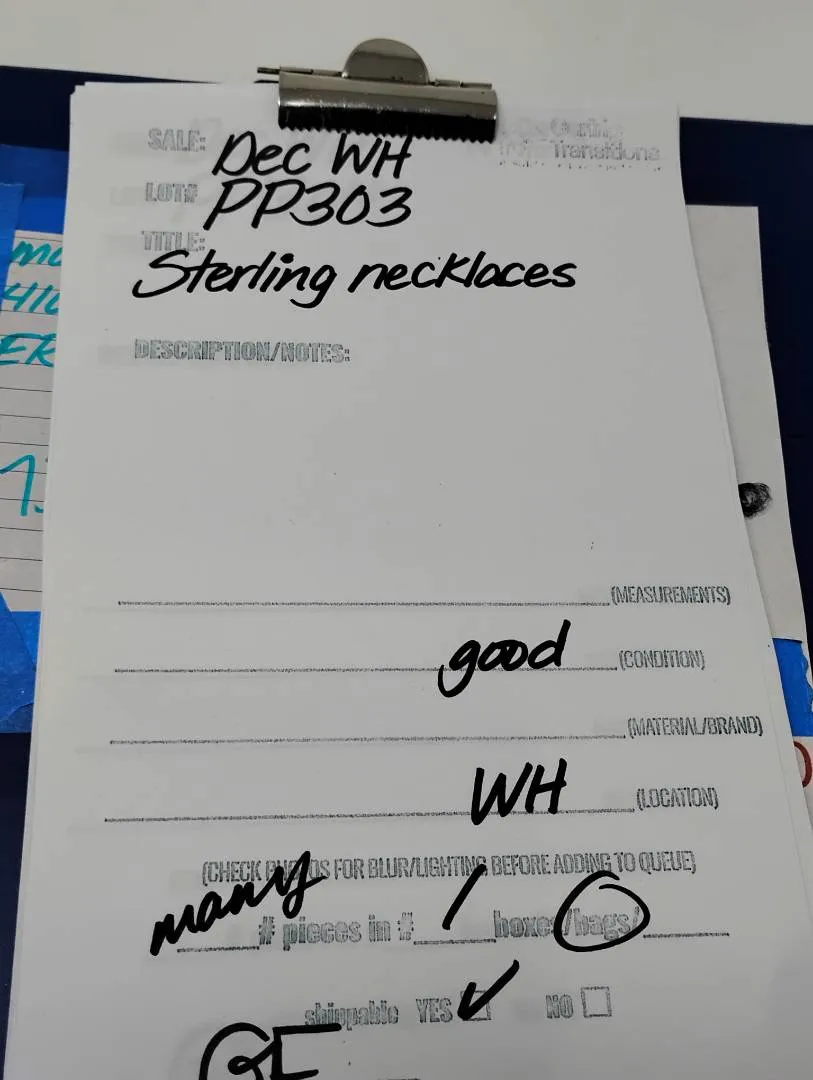 SALE: Dec WH
Transitions
LOT# PP303
TITLE:
Sterling necklaces
DESCRIPTION/NOTES:
(MEASUREMENTS)
good (CONDITION)
(MATERIAL/BRAND)
WH (LOCATION)
(CHECK PHOTOS FOR BLUR/LIGHTING BEFORE ADDING TO QUEUE)
many # pieces in # 1 boxes/bags/
shippable YES ✓ NO